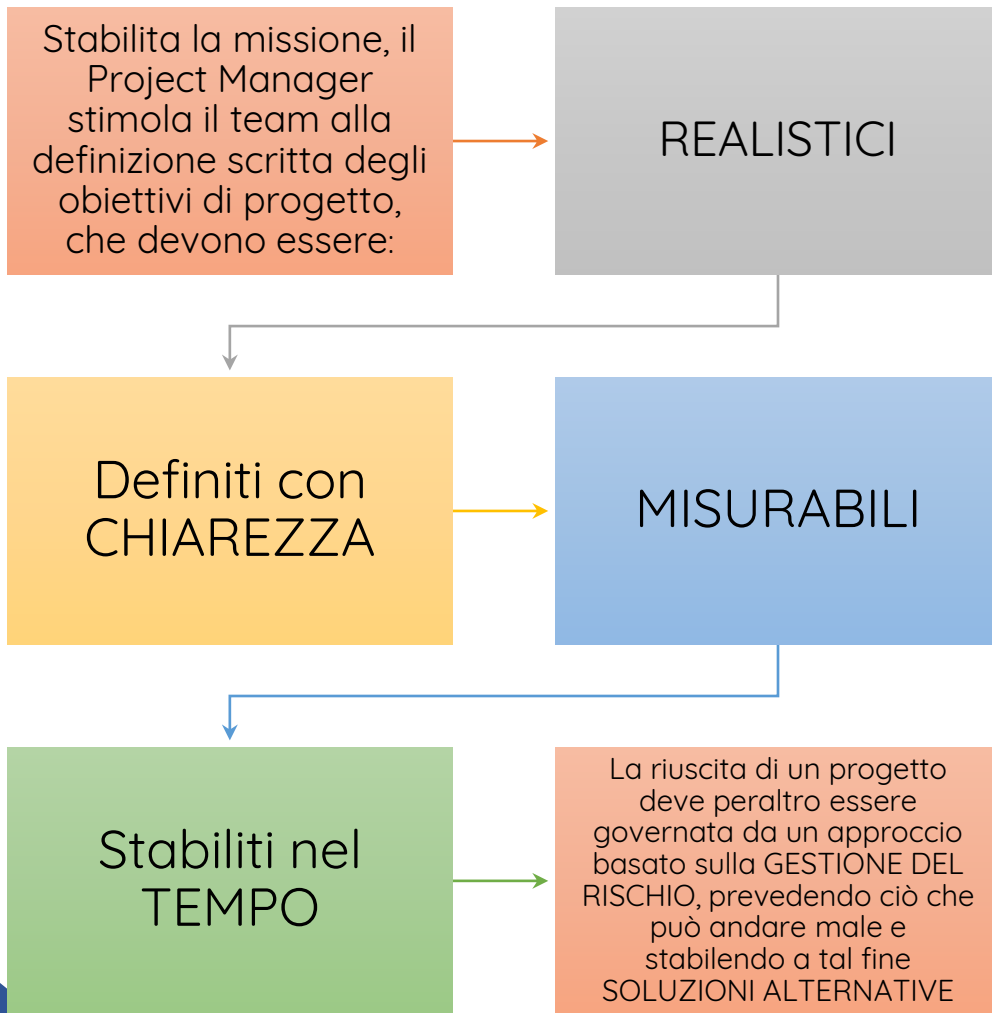 Stabilita la missione, il
Project Manager
stimola il team alla
definizione scritta degli
obiettivi di progetto,
che devono essere:
REALISTICI
Definiti con
CHIAREZZA
MISURABILI
Stabiliti nel
TEMPO
La riuscita di un progetto
deve peraltro essere
governata da un approccio
basato sulla GESTIONE DEL
RISCHIO, prevedendo ciò che
può andare male e
stabilendo a tal fine
SOLUZIONI ALTERNATIVE